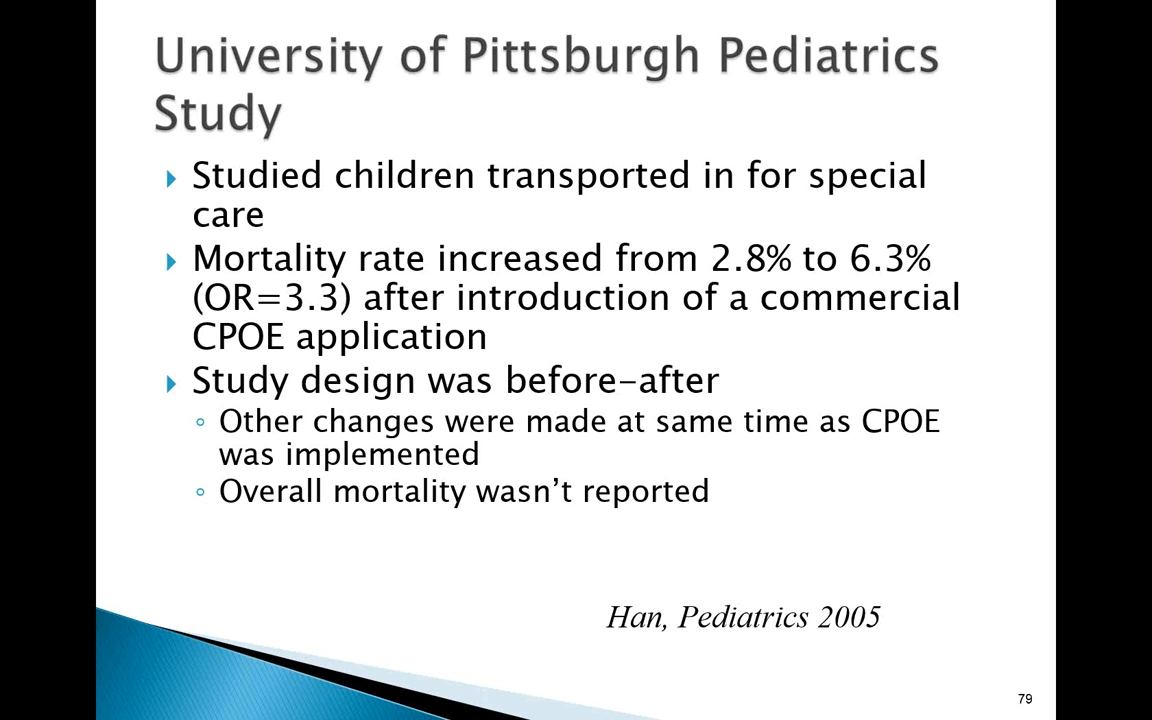 University of Pittsburgh Pediatrics
Study
Studied children transported in for special
care
Mortality rate increased from 2.8% to 6.3%
(OR=3.3) after introduction of a commercial
CPOE application
Study design was before-after
Other changes were made at same time as CPOE
was implemented
Overall mortality wasn’t reported
Han, Pediatrics 2005
79